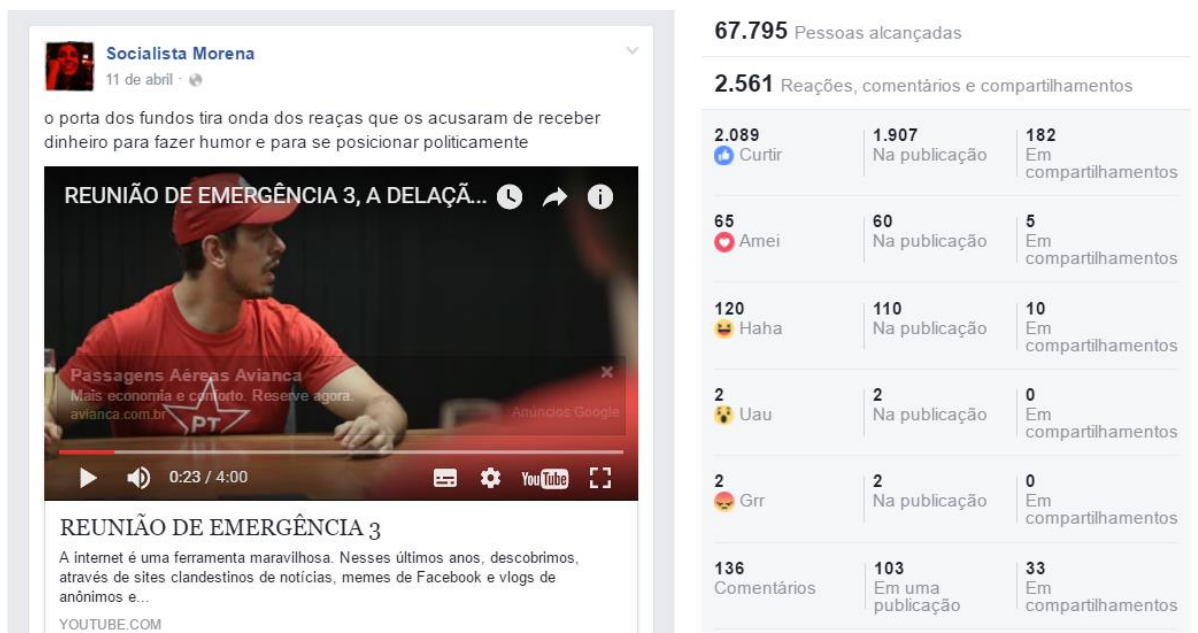 Socialista Morena
11 de abril ·
o porta dos fundos tira onda dos reaças que os acusaram de receber
dinheiro para fazer humor e para se posicionar politicamente
REUNIÃO DE EMERGÊNCIA 3, A DELAÇÃ...
Passagens Aéreas Avianca
Mais economia e conforto. Reserve agora.
avianca.com.br
Anúncios Google
PT
0:23 / 4:00
YouTube
REUNIÃO DE EMERGÊNCIA 3
A internet é uma ferramenta maravilhosa. Nesses últimos anos, descobrimos,
através de sites clandestinos de notícias, memes de Facebook e vlogs de
anônimos e...
YOUTUBE.COM
67.795 Pessoas alcançadas
2.561 Reações, comentários e compartilhamentos
2.089 1.907 182
Curtir Na publicação Em
compartilhamentos
65 60 5
Amei Na publicação Em
compartilhamentos
120 110 10
Haha Na publicação Em
compartilhamentos
2 2 0
Uau Na publicação Em
compartilhamentos
2 2 0
Grr Na publicação Em
compartilhamentos
136 103 33
Comentários Em uma Em
publicação compartilhamentos